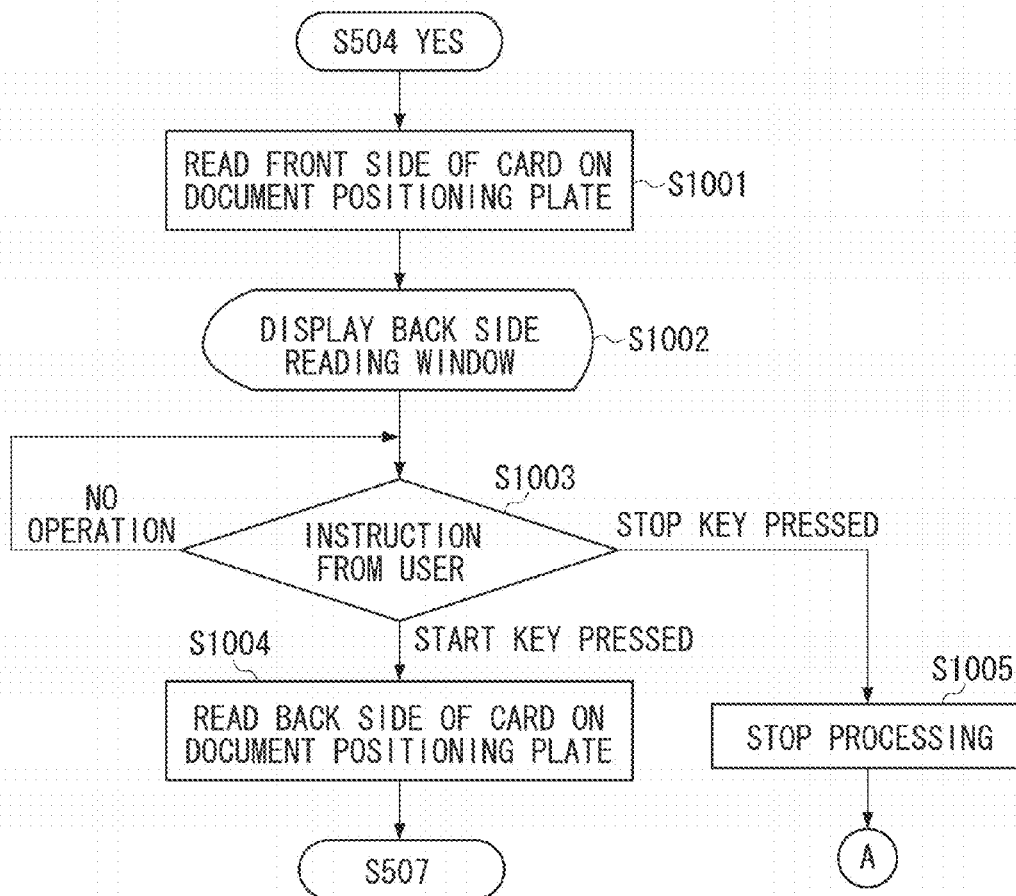 S504 YES
READ FRONT SIDE OF CARD ON
DOCUMENT POSITIONING PLATE
S1001
DISPLAY BACK SIDE
READING WINDOW
S1002
S1003
NO
OPERATION
INSTRUCTION
FROM USER
STOP KEY PRESSED
START KEY PRESSED
S1004
S1005
READ BACK SIDE OF CARD ON
DOCUMENT POSITIONING PLATE
STOP PROCESSING
S507
A